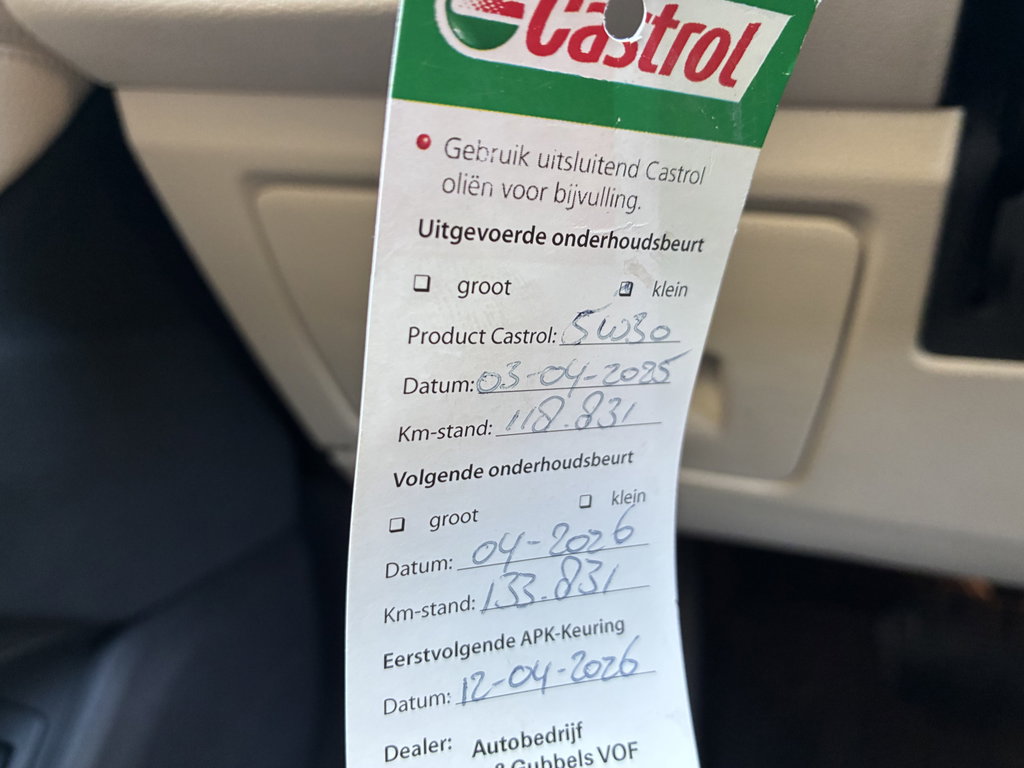 Castrol
Gebruik uitsluitend Castrol
oliën voor bijvulling.
Uitgevoerde onderhoudsbeurt
groot klein
Product Castrol: 5W30
Datum: 03-04-2025
Km-stand: 118.831
Volgende onderhoudsbeurt
groot klein
Datum: 04-2026
Km-stand: 133.831
Eerstvolgende APK-Keuring
Datum: 12-04-2026
Dealer: Autobedrijf
& Gubbels VOF